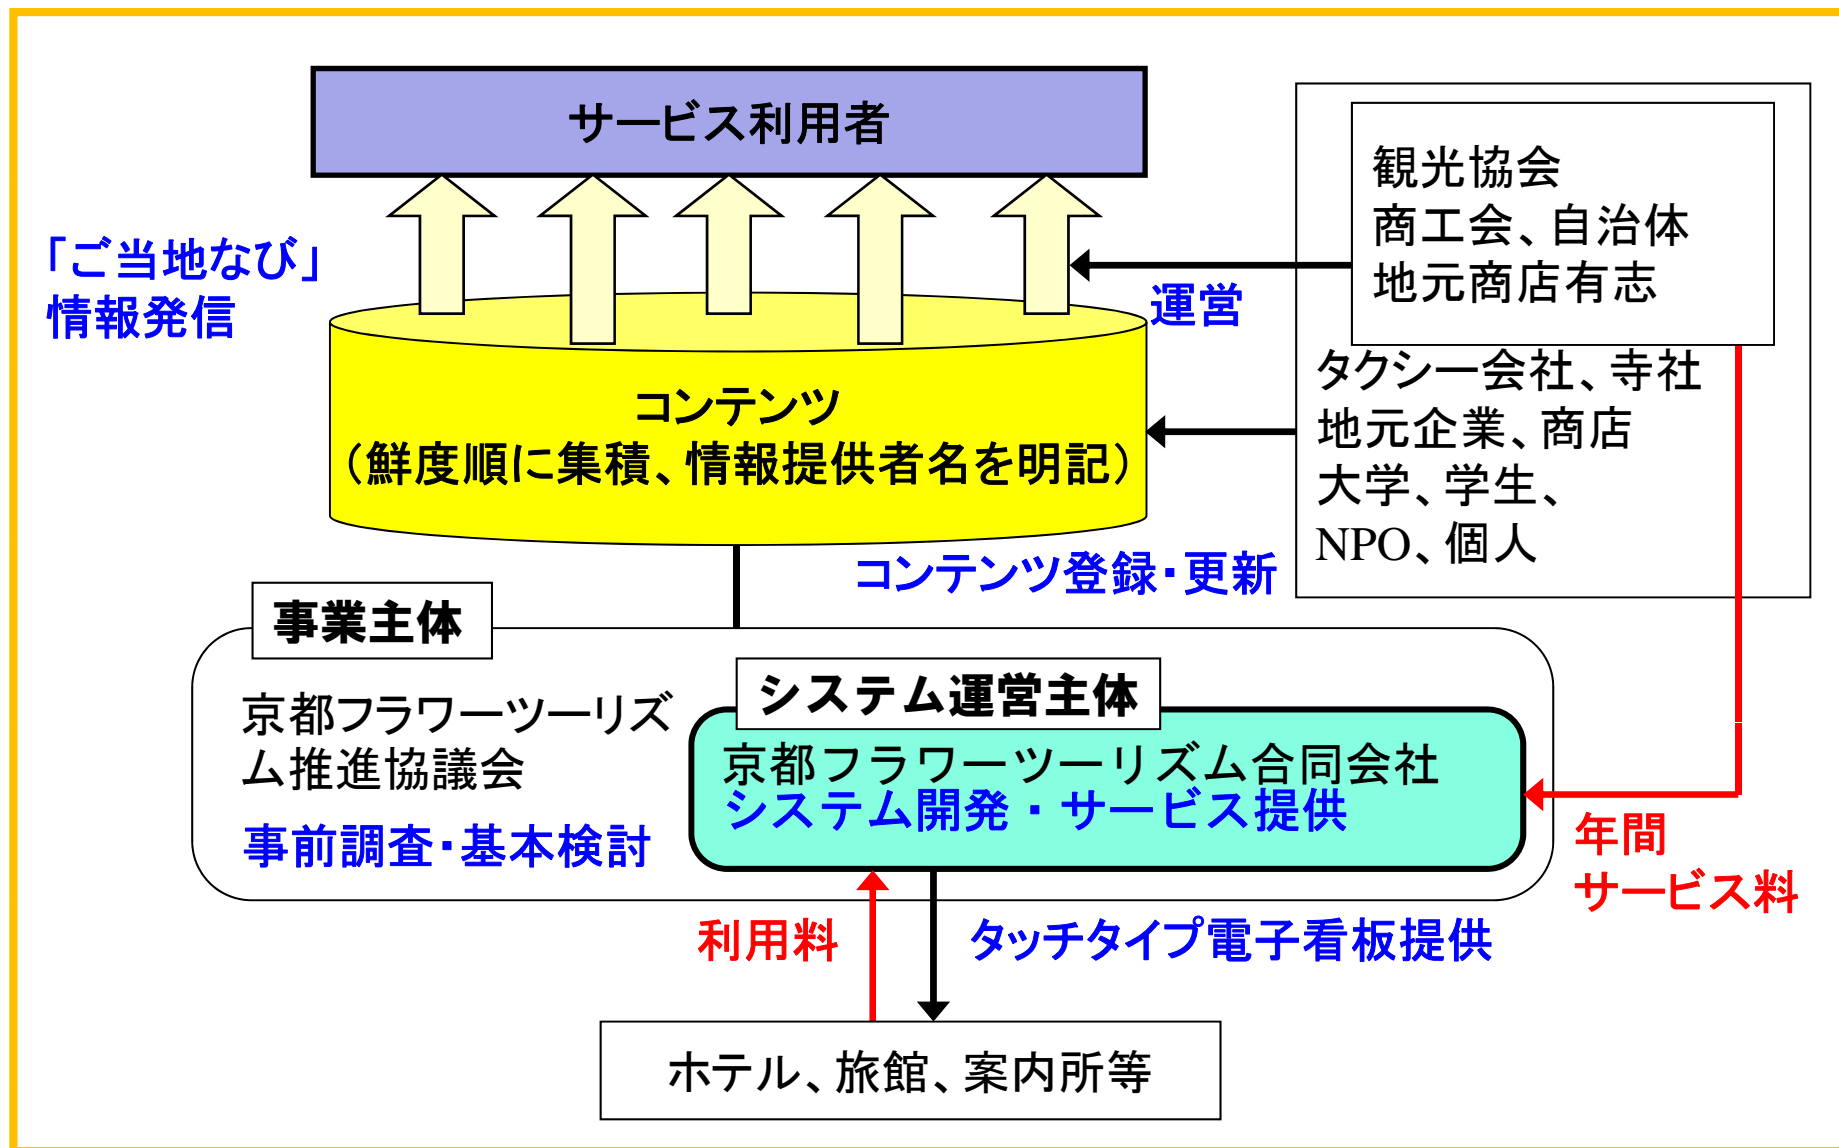 サービス利用者
「ご当地なび」
情報発信
観光協会
商工会、自治体
地元商店有志
運営
タクシー会社、寺社
地元企業、商店
大学、学生、
NPO、個人
コンテンツ
（鮮度順に集積、情報提供者名を明記）
コンテンツ登録・更新
事業主体
京都フラワーツーリズ
ム推進協議会
事前調査・基本検討
システム運営主体
京都フラワーツーリズム合同会社
システム開発・サービス提供
年間
サービス料
利用料
タッチタイプ電子看板提供
ホテル、旅館、案内所等